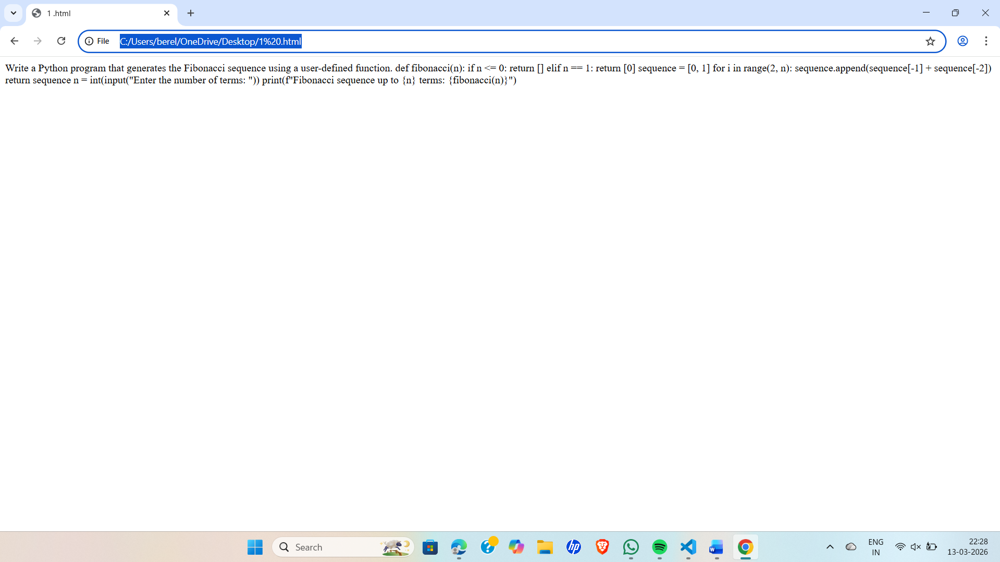 1 .html
File C:/Users/berel/OneDrive/Desktop/1%20.html
Write a Python program that generates the Fibonacci sequence using a user-defined function. def fibonacci(n): if n <= 0: return [] elif n == 1: return [0] sequence = [0, 1] for i in range(2, n): sequence.append(sequence[-1] + sequence[-2])
return sequence n = int(input("Enter the number of terms: ")) print(f"Fibonacci sequence up to {n} terms: {fibonacci(n)}")
Search
hp
W
ENG
IN
22:28
13-03-2026